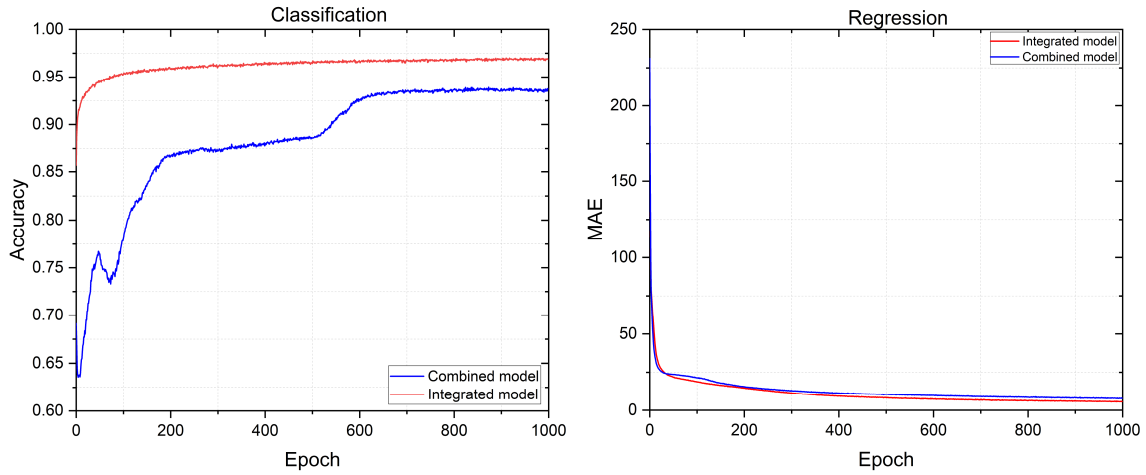 Classification
1.00
0.95
0.90
0.85
0.80
0.75
0.70
0.65
0.60
Accuracy
0
200
400
600
800
1000
Epoch
Combined model
Integrated model
Regression
250
200
150
100
50
0
MAE
0
200
400
600
800
1000
Epoch
Integrated model
Combined model